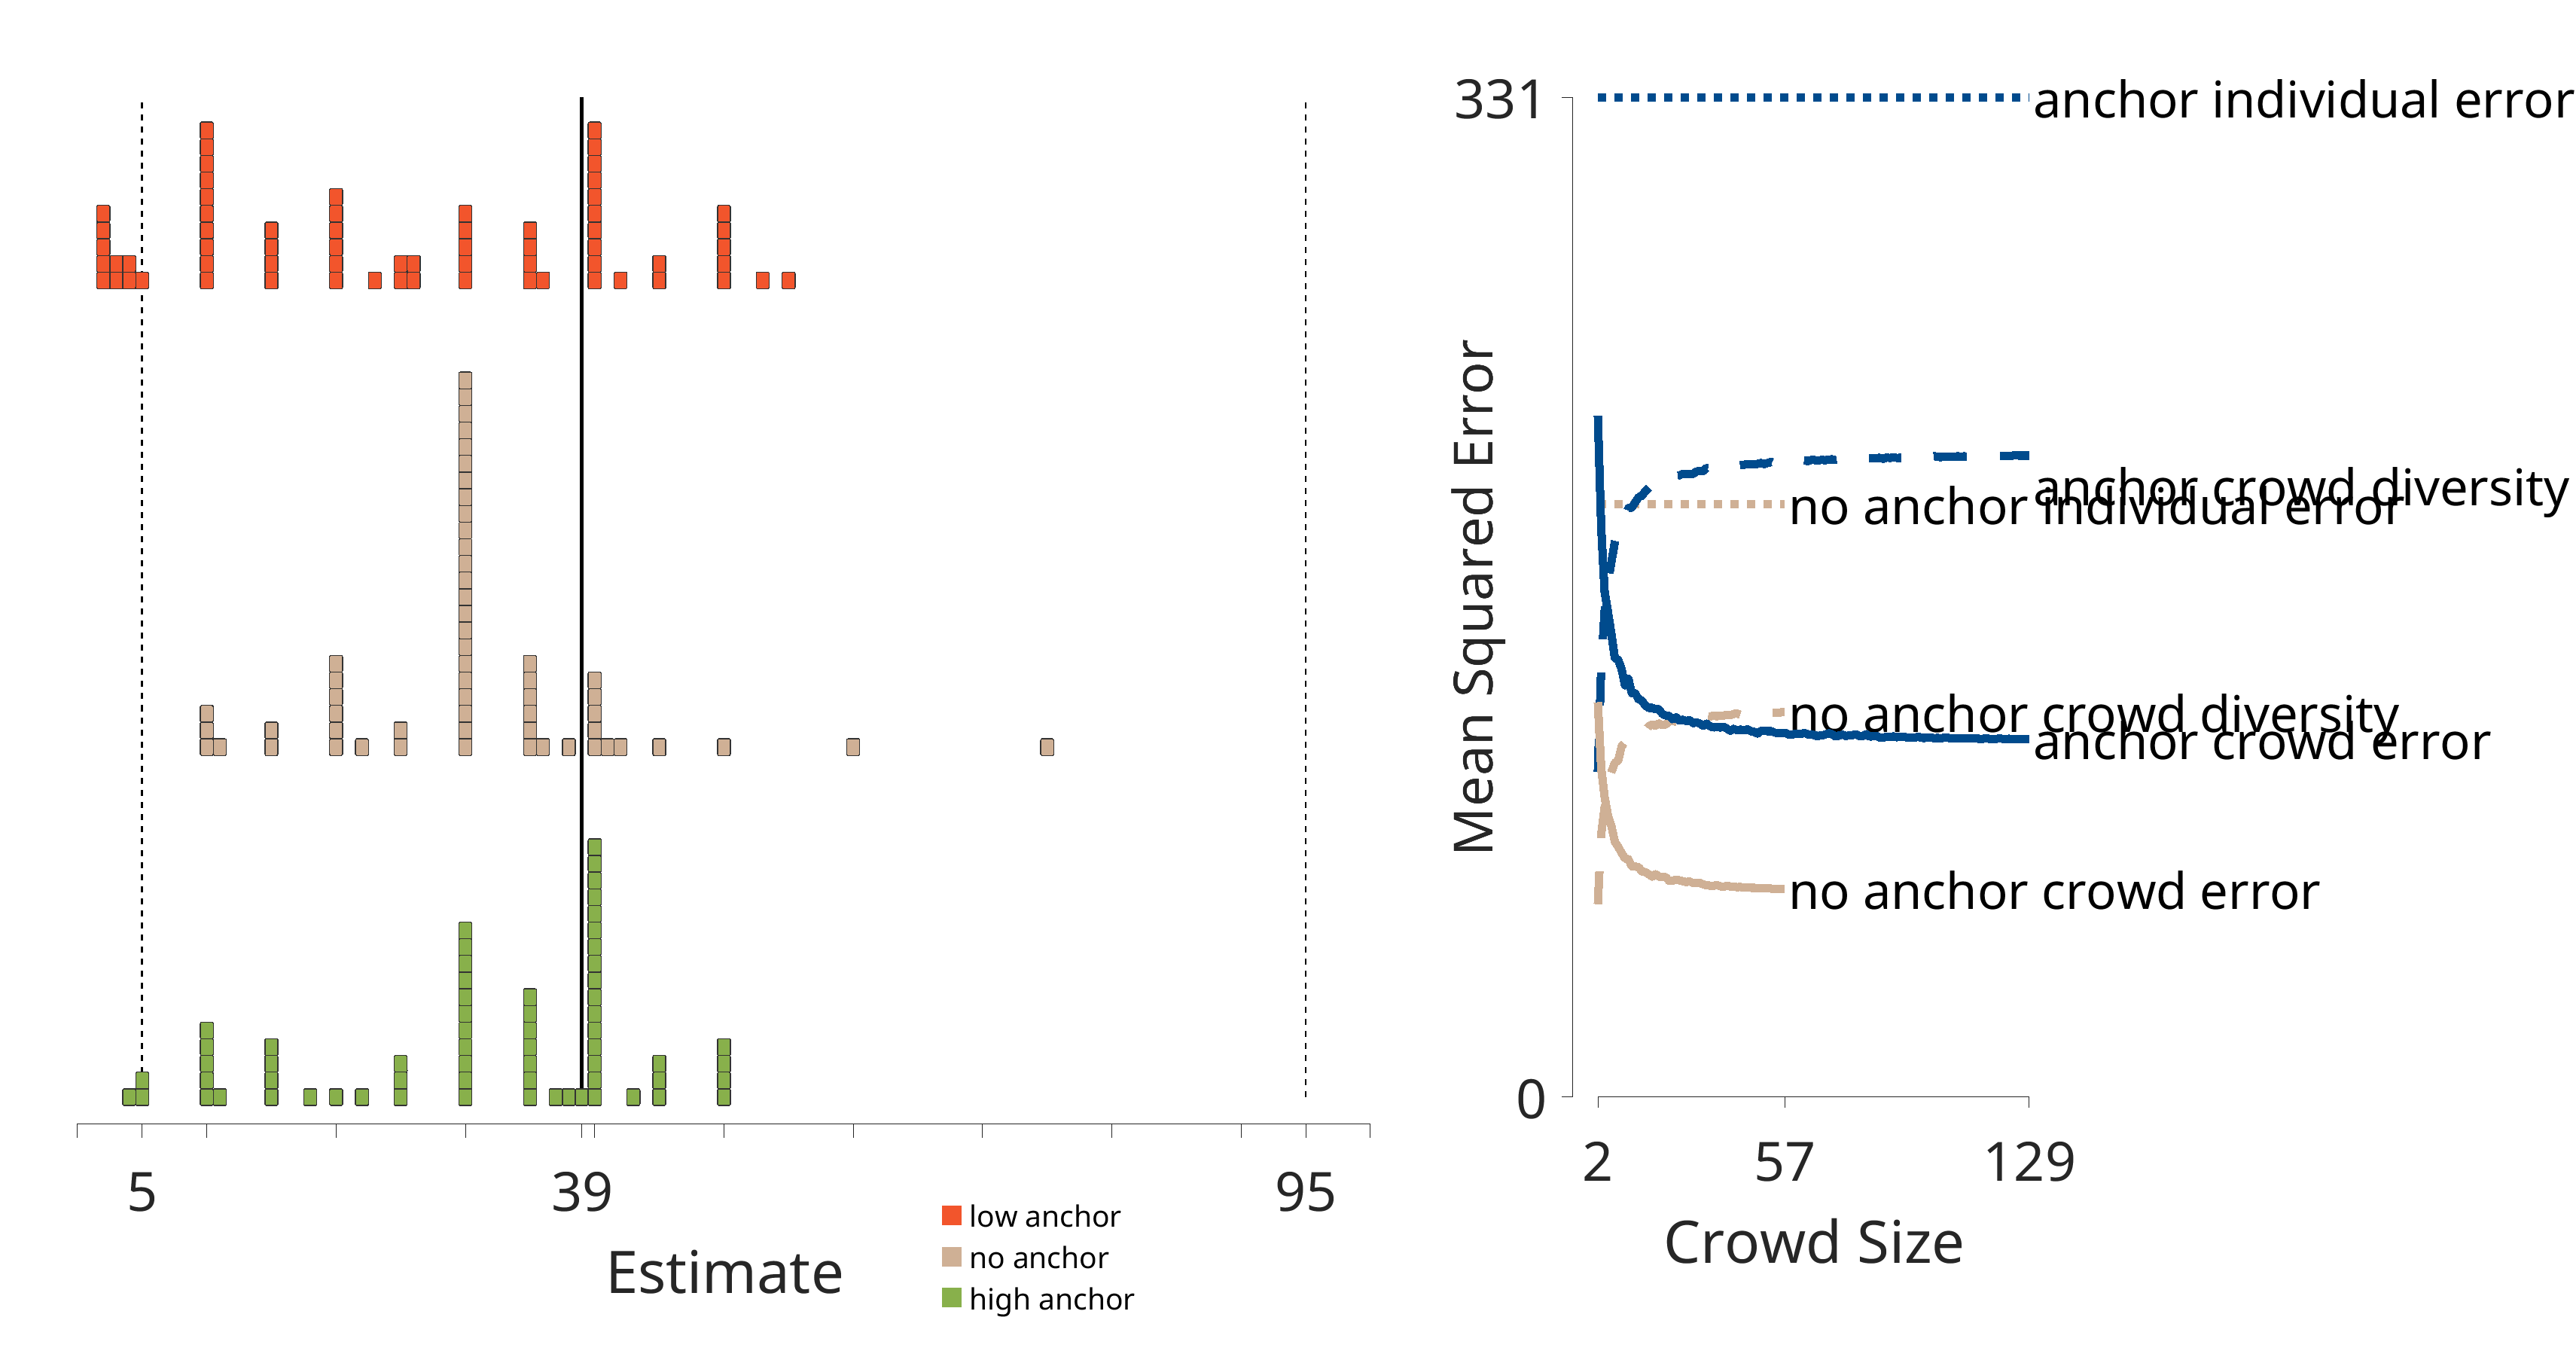 5
39
95
Estimate
low anchor
no anchor
high anchor
Mean Squared Error
331
0
anchor individual error
anchor crowd diversity
no anchor individual error
no anchor crowd diversity
anchor crowd error
no anchor crowd error
2
57
129
Crowd Size